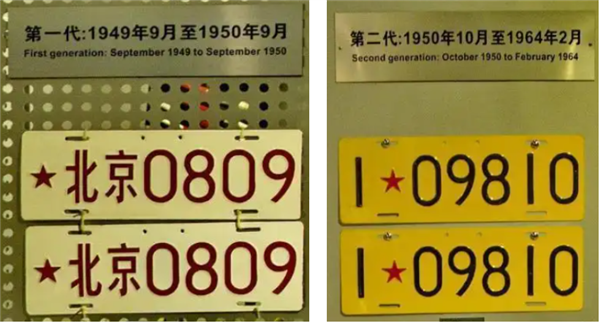 第一代:1949年9月至1950年9月
First generation: September 1949 to September 1950
★北京0809
★北京0809
第二代:1950年10月至1964年2月
Second generation: October 1950 to February 1964
1★09810
1★09810